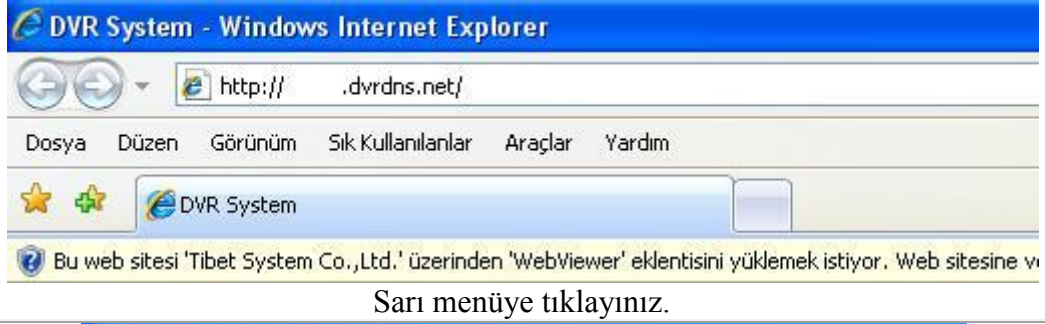 DVR System - Windows Internet Explorer
http:// .dvrdns.net/
Dosya Düzen Görünüm Sık Kullanılanlar Araçlar Yardım
DVR System
Bu web sitesi 'Tibet System Co.,Ltd.' üzerinden 'WebViewer' eklentisini yüklemek istiyor. Web sitesine
Sarı menüye tıklayınız.